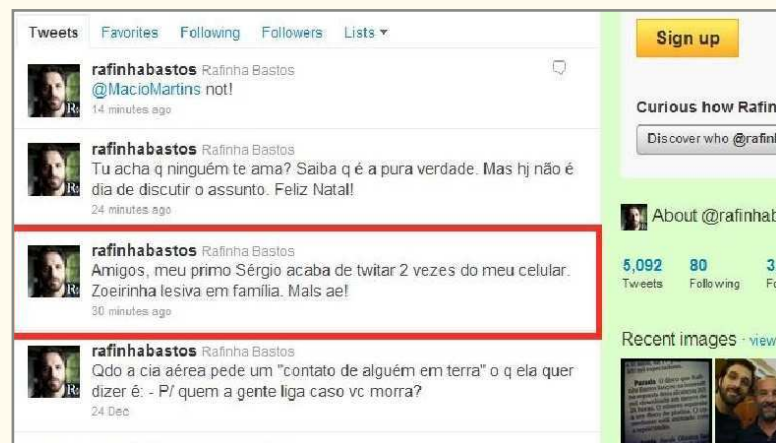 Tweets Favorites Following Followers Lists ▾
rafinhabastos Rafinha Bastos
@MacioMartins not!
14 minutes ago
rafinhabastos Rafinha Bastos
Tu acha q ninguém te ama? Saiba q é a pura verdade. Mas hj não é
dia de discutir o assunto. Feliz Natal!
24 minutes ago
rafinhabastos Rafinha Bastos
Amigos, meu primo Sérgio acaba de twitar 2 vezes do meu celular.
Zoeirinha lesiva em família. Mals ae!
30 minutes ago
rafinhabastos Rafinha Bastos
Qdo a cia aérea pede um "contato de alguém em terra" o q ela quer
dizer é: - P/ quem a gente liga caso vc morra?
24 Dec
Sign up
Curious how Rafin
Discover who @rafinl
About @rafinhab
5,092 80 3
Tweets Following Fo
Recent images · view